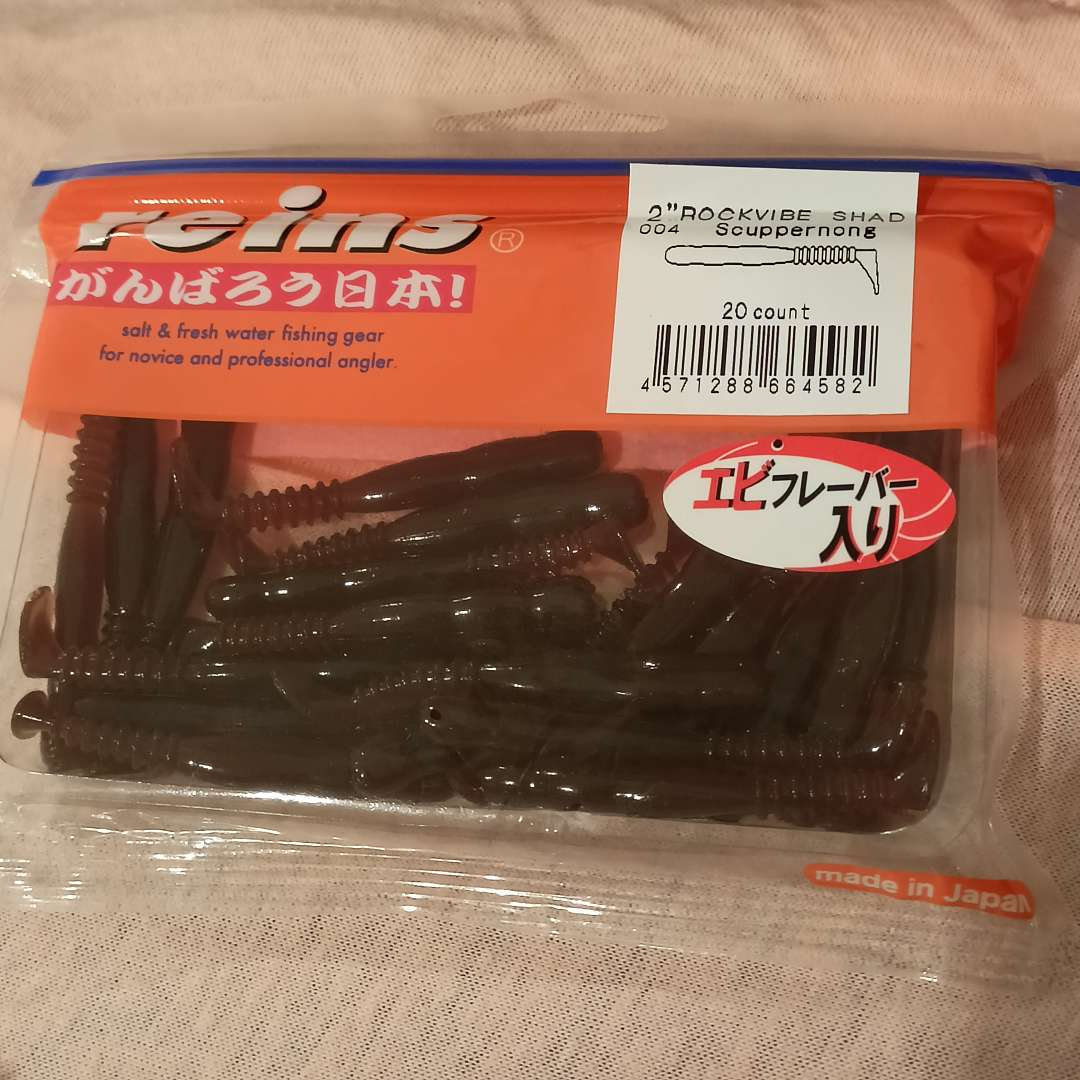 reins®
がんばろう日本!
salt & fresh water fishing gear
for novice and professional angler.
2"ROCKVIBE SHAD
004 Scuppernong
20 count
4 571288 664582
エビフレーバー
入り
made in Japan